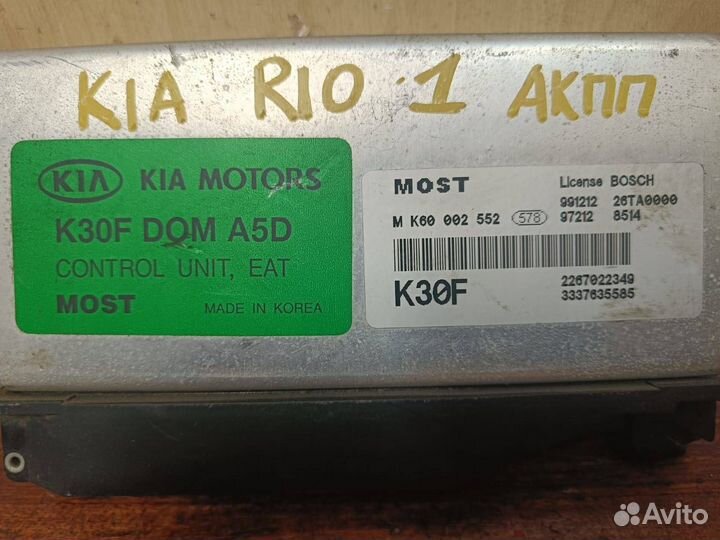 KIA RIO 1 АКПП
KIA KIA MOTORS
K30F DOM A5D
CONTROL UNIT, EAT
MOST MADE IN KOREA
MOST License BOSCH
991212 26TA0000
M K60 002 552 578 97212 8514
K30F 2267022349
3337635585
Avito